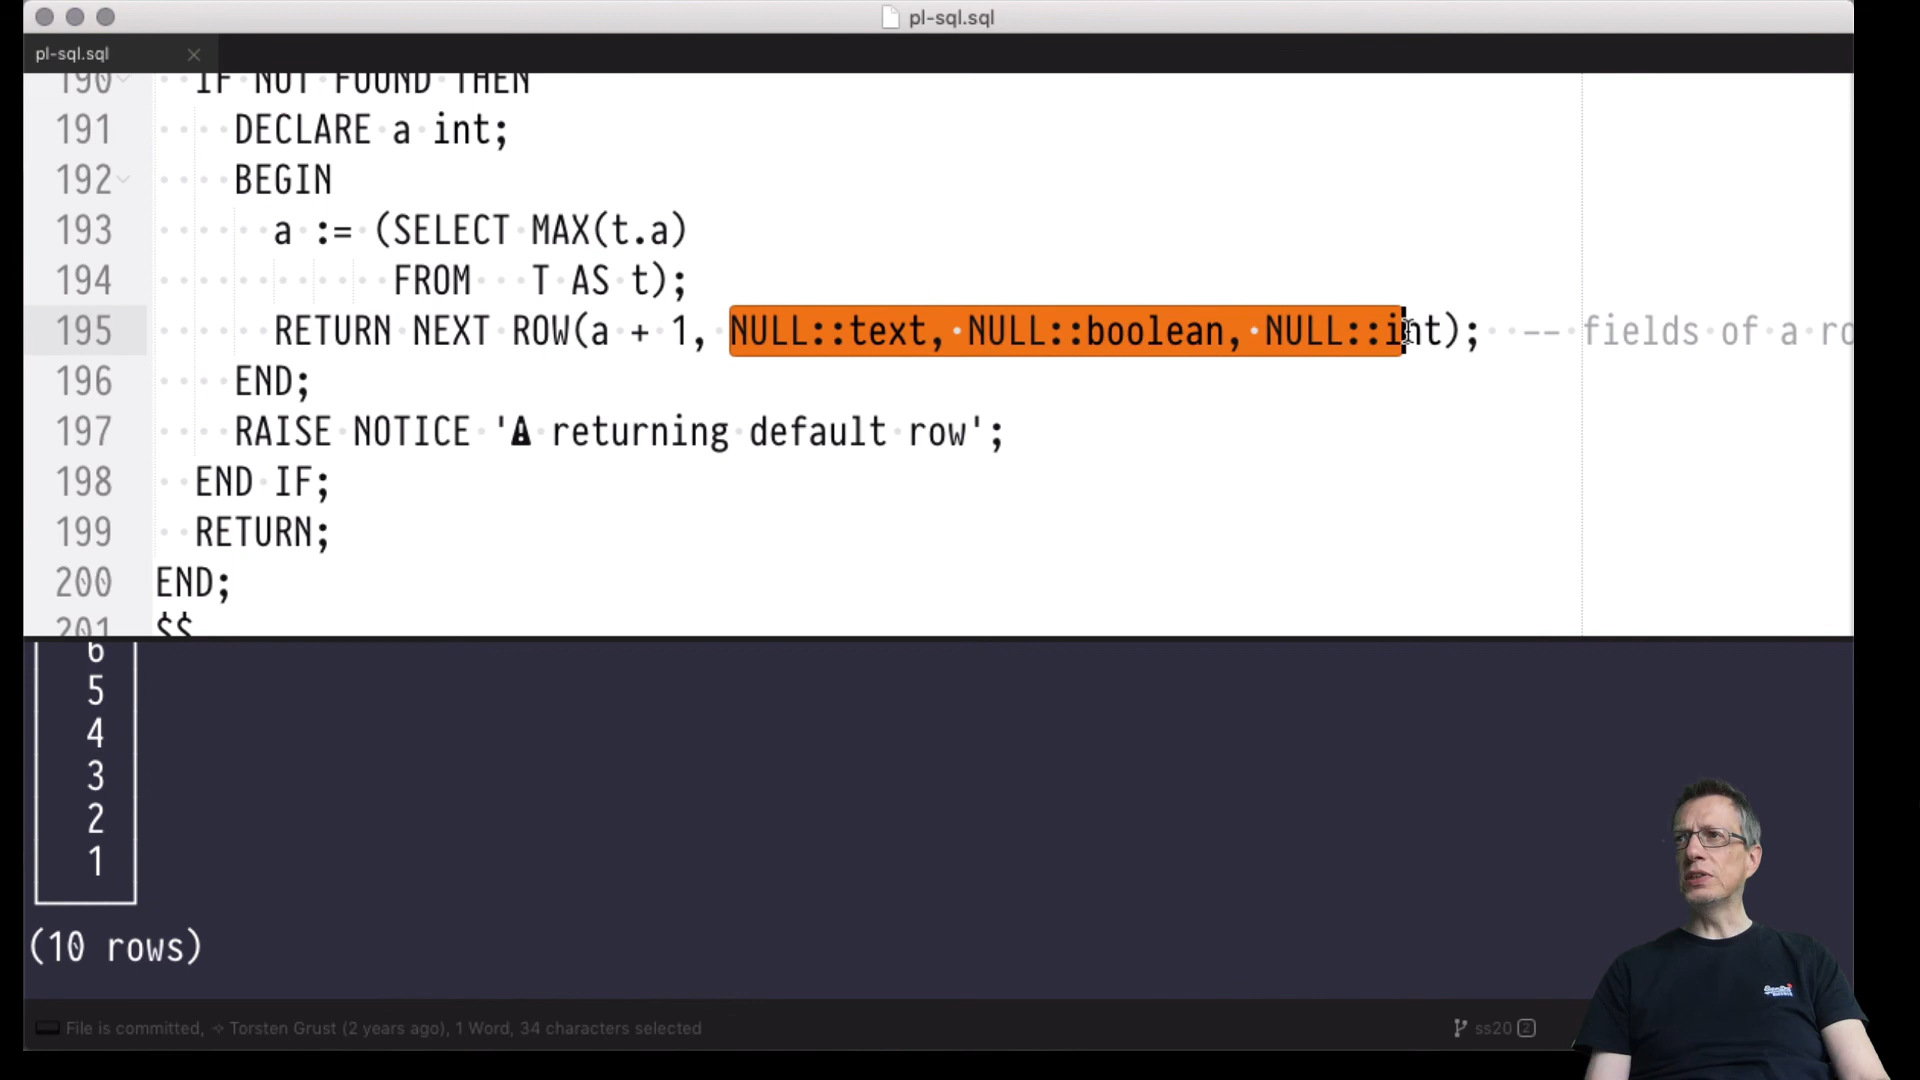 pl-sql.sql
pl-sql.sql
190 IF NOT FOUND THEN
191 DECLARE a int;
192 BEGIN
193 a := (SELECT MAX(t.a)
194 FROM T AS t);
195 RETURN NEXT ROW(a + 1, NULL::text, NULL::boolean, NULL::int); -- fields of a ro
196 END;
197 RAISE NOTICE '⚠ returning default row';
198 END IF;
199 RETURN;
200 END;
201 $$
6
5
4
3
2
1
(10 rows)
File is committed, Torsten Grust (2 years ago), 1 Word, 34 characters selected
ss20 2